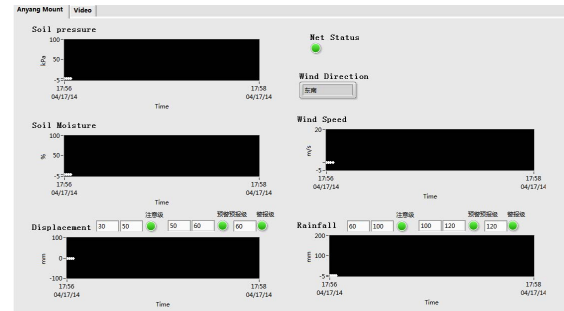 Anyang Mount Video
Soil pressure
100
kPa
50
-5
17:56 17:58
04/17/14 04/17/14
Time
Net Status
Wind Direction
东南
Soil Moisture
100
%
50
-5
17:56 17:58
04/17/14 04/17/14
Time
Wind Speed
20
m/s
-5
17:56 17:58
04/17/14 04/17/14
Time
注意级 预警预报级 警报级
Displacement 30 50 50 60 60
100
mm
0
-100
17:56 17:58
04/17/14 04/17/14
Time
注意级 预警预报级 警报级
Rainfall 60 100 100 120 120
200
mm
100
-5
17:56 17:58
04/17/14 04/17/14
Time